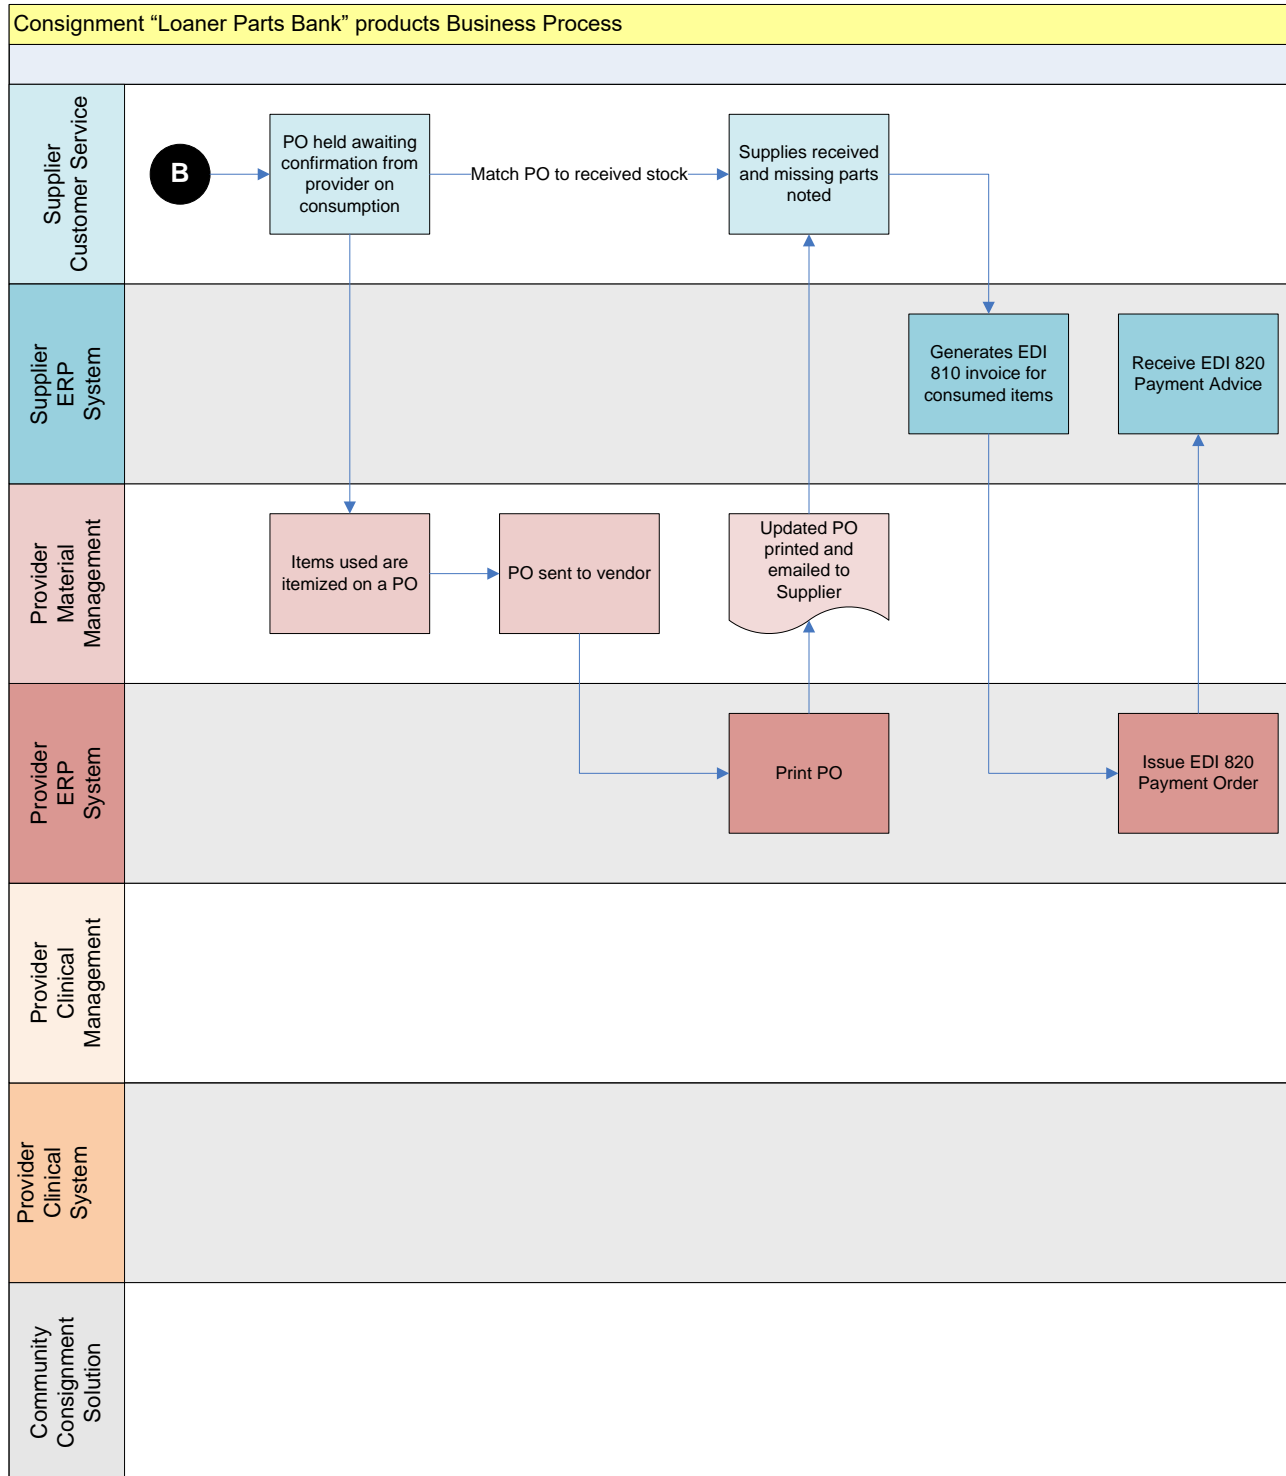 Consignment “Loaner Parts Bank” products Business Process
Supplier
Customer Service
B
PO held awaiting
confirmation from
provider on
consumption
Match PO to received stock
Supplies received
and missing parts
noted
Supplier
ERP
System
Generates EDI
810 invoice for
consumed items
Receive EDI 820
Payment Advice
Provider
Material
Management
Items used are
itemized on a PO
PO sent to vendor
Updated PO
printed and
emailed to
Supplier
Provider
ERP
System
Print PO
Issue EDI 820
Payment Order
Provider
Clinical
Management
Provider
Clinical
System
Community
Consignment
Solution